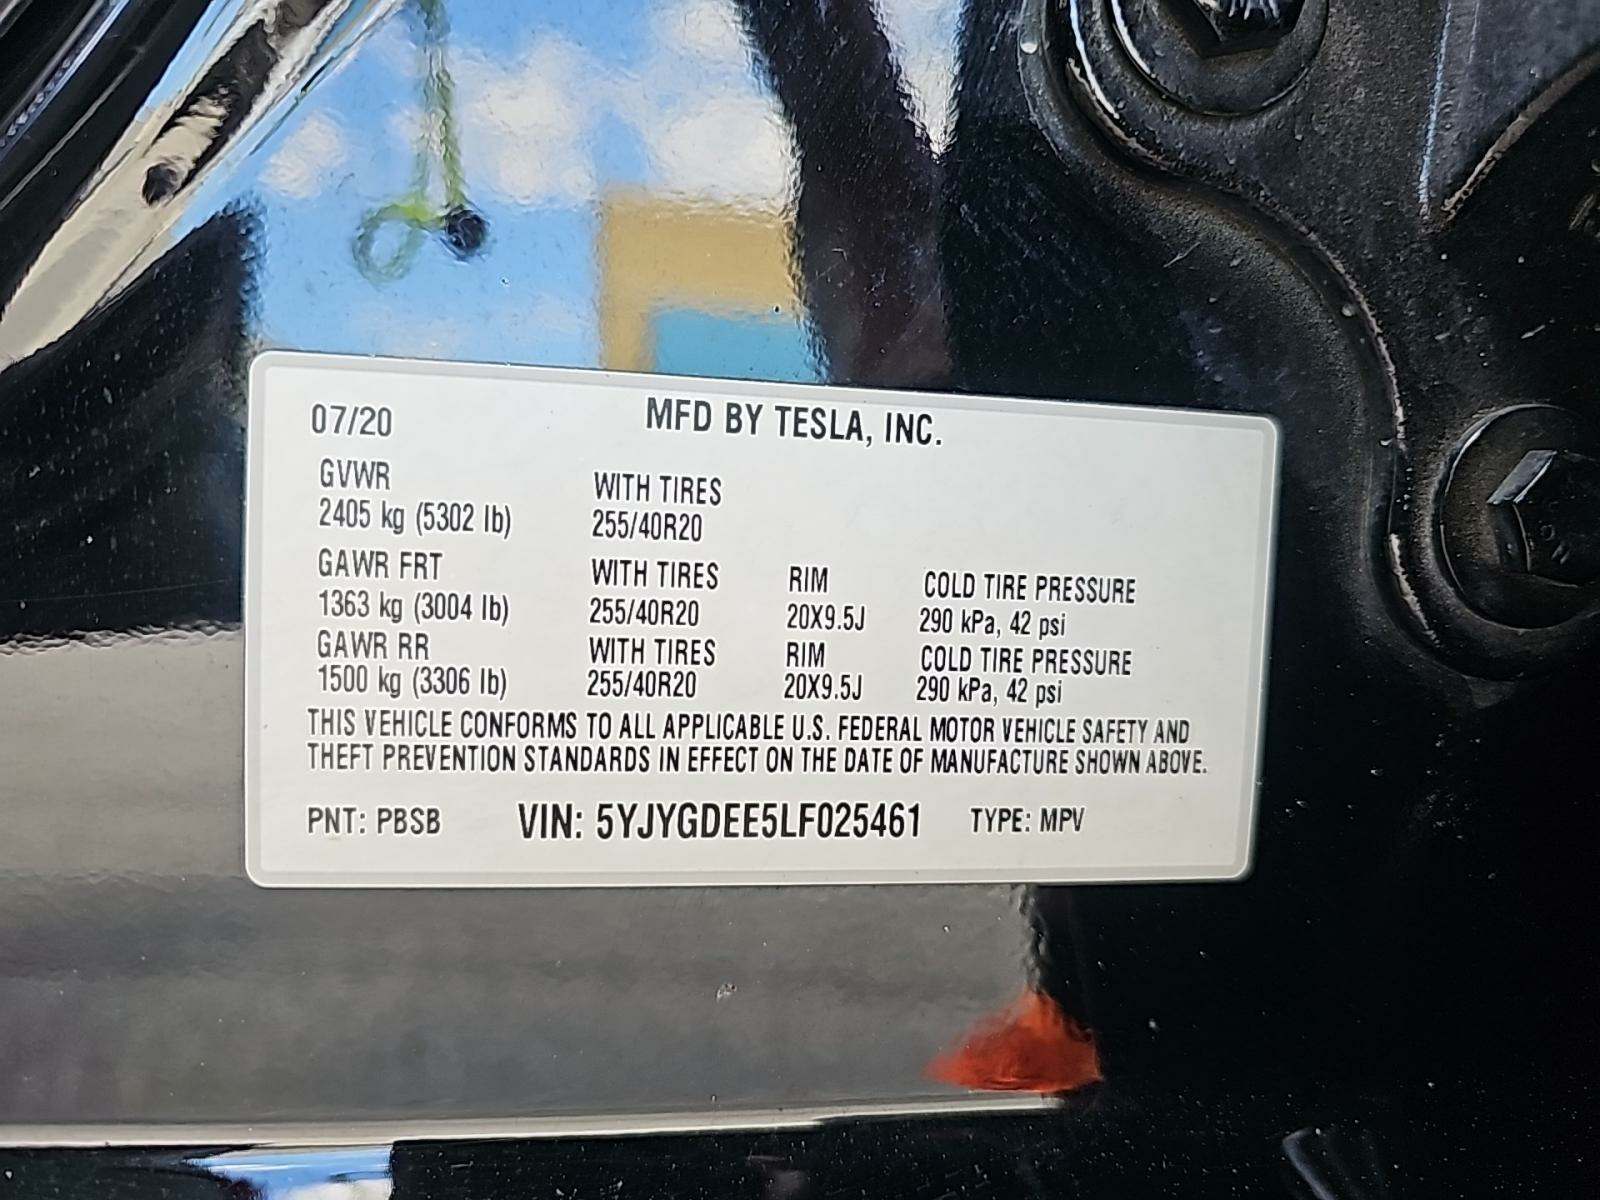 07/20 MFD BY TESLA, INC.
GVWR WITH TIRES
2405 kg (5302 lb) 255/40R20
GAWR FRT WITH TIRES RIM COLD TIRE PRESSURE
1363 kg (3004 lb) 255/40R20 20X9.5J 290 kPa, 42 psi
GAWR RR WITH TIRES RIM COLD TIRE PRESSURE
1500 kg (3306 lb) 255/40R20 20X9.5J 290 kPa, 42 psi
THIS VEHICLE CONFORMS TO ALL APPLICABLE U.S. FEDERAL MOTOR VEHICLE SAFETY AND
THEFT PREVENTION STANDARDS IN EFFECT ON THE DATE OF MANUFACTURE SHOWN ABOVE.
PNT: PBSB VIN: 5YJYGDEE5LF025461 TYPE: MPV